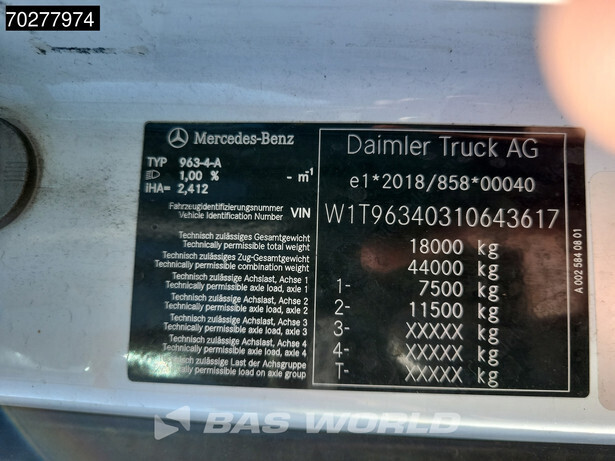 70277974
Mercedes-Benz
Daimler Truck AG
TYP 963-4-A
1,00 % - m⁻¹
iHA= 2,412
e1*2018/858*00040
Fahrzeugidentifizierungsnummer
Vehicle Identification Number VIN W1T96340310643617
Technisch zulässiges Gesamtgewicht
Technically permissible total weight 18000 kg
Technisch zulässiges Zug-Gesamtgewicht
Technically permissible combination weight 44000 kg
Technisch zulässige Achslast, Achse 1
Technically permissible axle load, axle 1 1- 7500 kg
Technisch zulässige Achslast, Achse 2
Technically permissible axle load, axle 2 2- 11500 kg
Technisch zulässige Achslast, Achse 3
Technically permissible axle load, axle 3 3- XXXXX kg
Technisch zulässige Achslast, Achse 4
Technically permissible axle load, axle 4 4- XXXXX kg
Technisch zulässige Last der Achsgruppe
Technically permissible load on axle group T- XXXXX kg
A 002 584 08 01
BAS WORLD